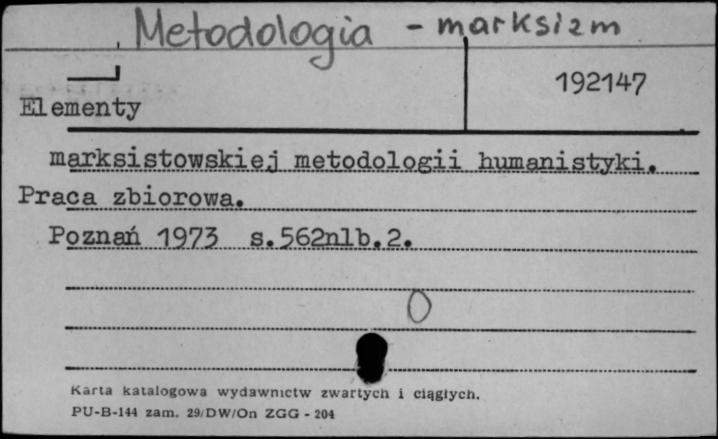 Metodologia - marksizm
192147
Elementy
marksistowskiej metodologii humanistyki.
Praca zbiorowa.
Poznań 1973 s.562nlb.2.
0
Karta katalogowa wydawnictw zwartych i ciągłych.
PU-B-144 zam. 29/DW/On ZGG - 204